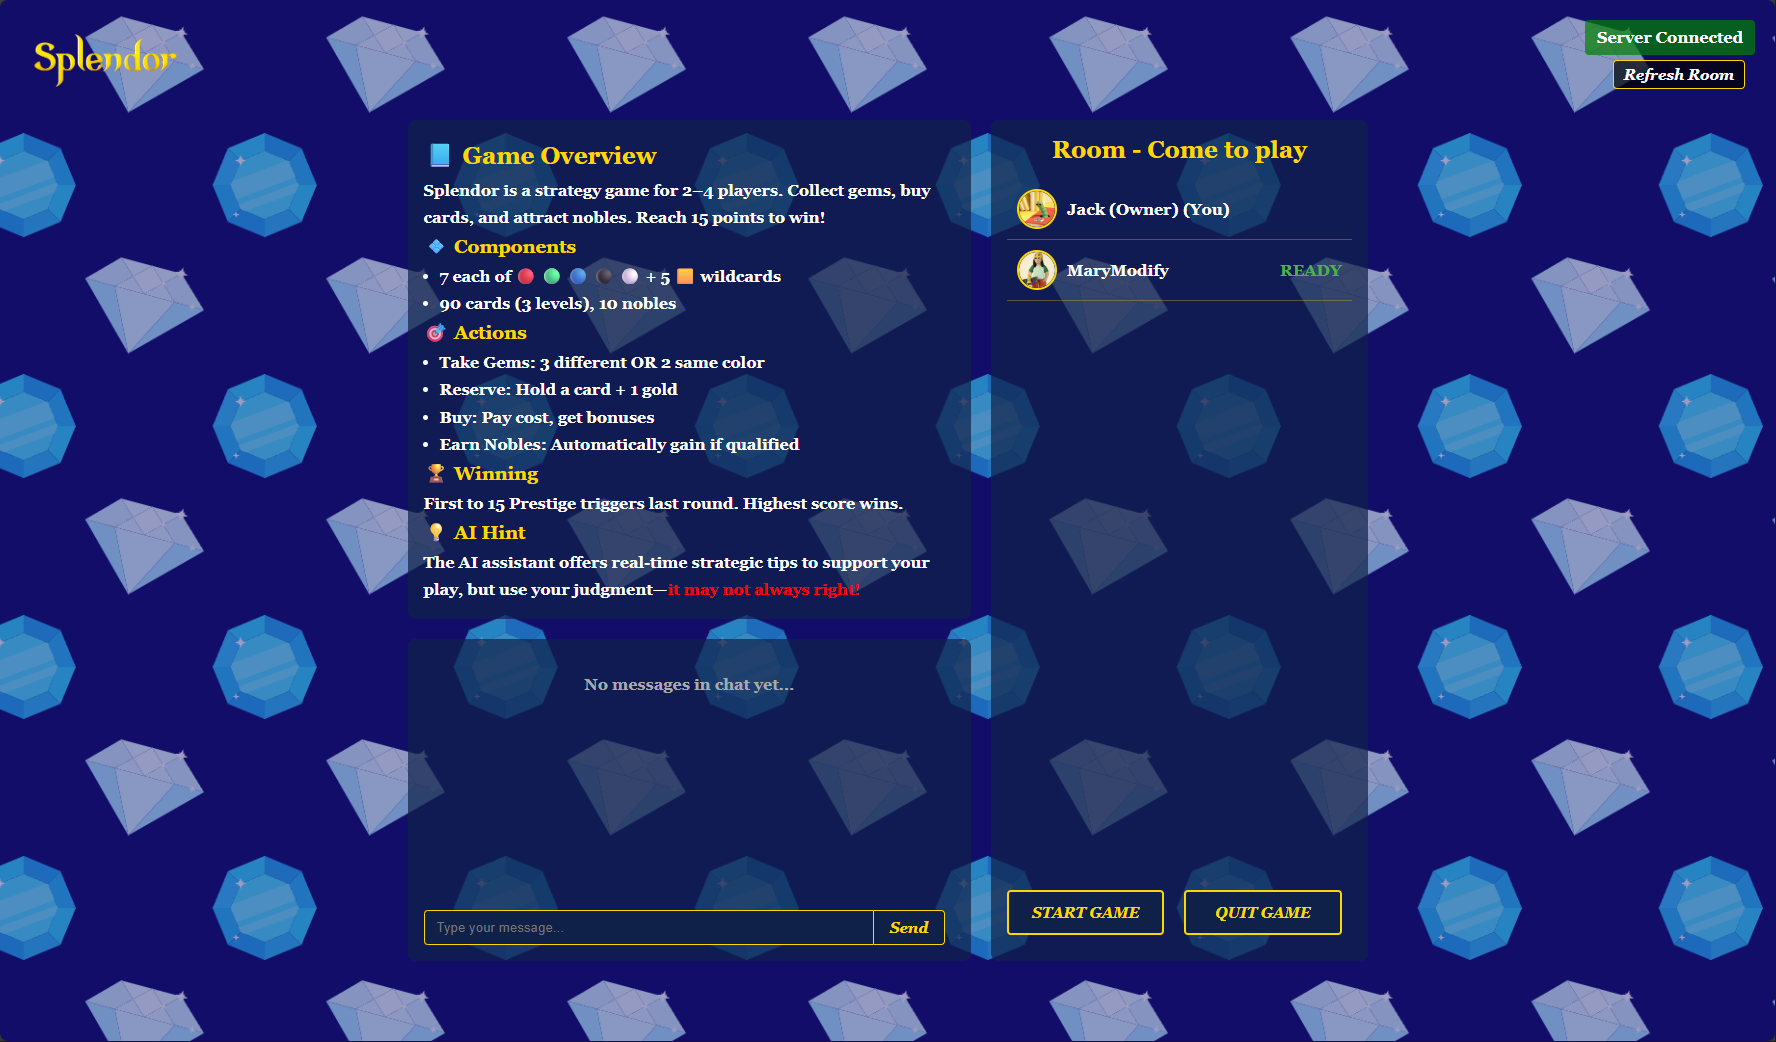 Splendor
Server Connected
Refresh Room
Game Overview
Splendor is a strategy game for 2–4 players. Collect gems, buy
cards, and attract nobles. Reach 15 points to win!
Components
• 7 each of + 5 wildcards
• 90 cards (3 levels), 10 nobles
Actions
• Take Gems: 3 different OR 2 same color
• Reserve: Hold a card + 1 gold
• Buy: Pay cost, get bonuses
• Earn Nobles: Automatically gain if qualified
Winning
First to 15 Prestige triggers last round. Highest score wins.
AI Hint
The AI assistant offers real-time strategic tips to support your
play, but use your judgment—it may not always right!
No messages in chat yet...
Type your message...
Send
Room - Come to play
Jack (Owner) (You)
MaryModify READY
START GAME
QUIT GAME